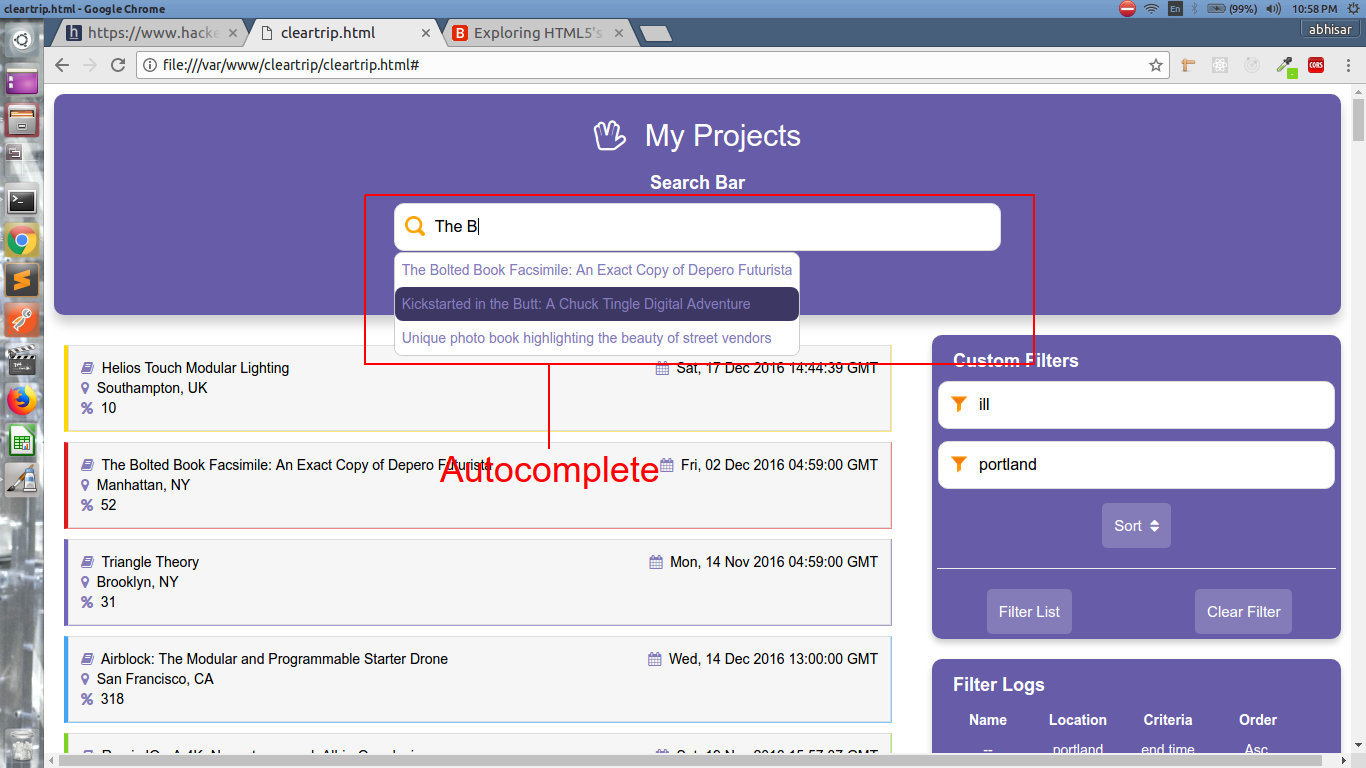 cleartrip.html - Google Chrome
En
(99%)
10:58 PM
https://www.hacke
cleartrip.html
Exploring HTML5's
abhisar
file:///var/www/cleartrip/cleartrip.html#
CORS
My Projects
Search Bar
The B
The Bolted Book Facsimile: An Exact Copy of Depero Futurista
Kickstarted in the Butt: A Chuck Tingle Digital Adventure
Unique photo book highlighting the beauty of street vendors
Autocomplete
Helios Touch Modular Lighting
Sat, 17 Dec 2016 14:44:39 GMT
Southampton, UK
10
The Bolted Book Facsimile: An Exact Copy of Depero Futurista
Fri, 02 Dec 2016 04:59:00 GMT
Manhattan, NY
52
Triangle Theory
Mon, 14 Nov 2016 04:59:00 GMT
Brooklyn, NY
31
Airblock: The Modular and Programmable Starter Drone
Wed, 14 Dec 2016 13:00:00 GMT
San Francisco, CA
318
Custom Filters
ill
portland
Sort
Filter List
Clear Filter
Filter Logs
Name Location Criteria Order
-- portland end time Asc